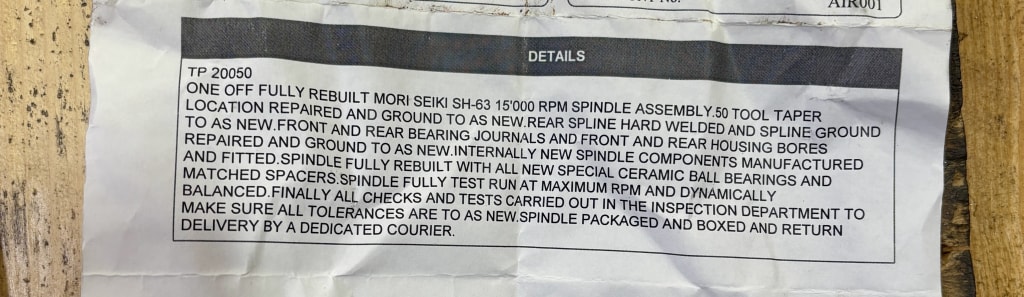 AIR001
DETAILS
TP 20050
ONE OFF FULLY REBUILT MORI SEIKI SH-63 15'000 RPM SPINDLE ASSEMBLY.50 TOOL TAPER
LOCATION REPAIRED AND GROUND TO AS NEW.REAR SPLINE HARD WELDED AND SPLINE GROUND
TO AS NEW.FRONT AND REAR BEARING JOURNALS AND FRONT AND REAR HOUSING BORES
REPAIRED AND GROUND TO AS NEW.INTERNALLY NEW SPINDLE COMPONENTS MANUFACTURED
AND FITTED.SPINDLE FULLY REBUILT WITH ALL NEW SPECIAL CERAMIC BALL BEARINGS AND
MATCHED SPACERS.SPINDLE FULLY TEST RUN AT MAXIMUM RPM AND DYNAMICALLY
BALANCED.FINALLY ALL CHECKS AND TESTS CARRIED OUT IN THE INSPECTION DEPARTMENT TO
MAKE SURE ALL TOLERANCES ARE TO AS NEW.SPINDLE PACKAGED AND BOXED AND RETURN
DELIVERY BY A DEDICATED COURIER.